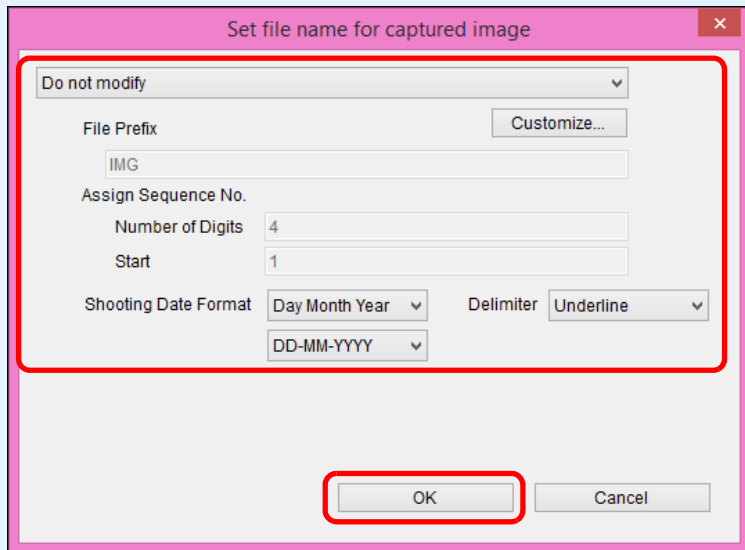 Set file name for captured image
Do not modify
File Prefix
Customize...
IMG
Assign Sequence No.
Number of Digits 4
Start 1
Shooting Date Format Day Month Year Delimiter Underline
DD-MM-YYYY
OK Cancel